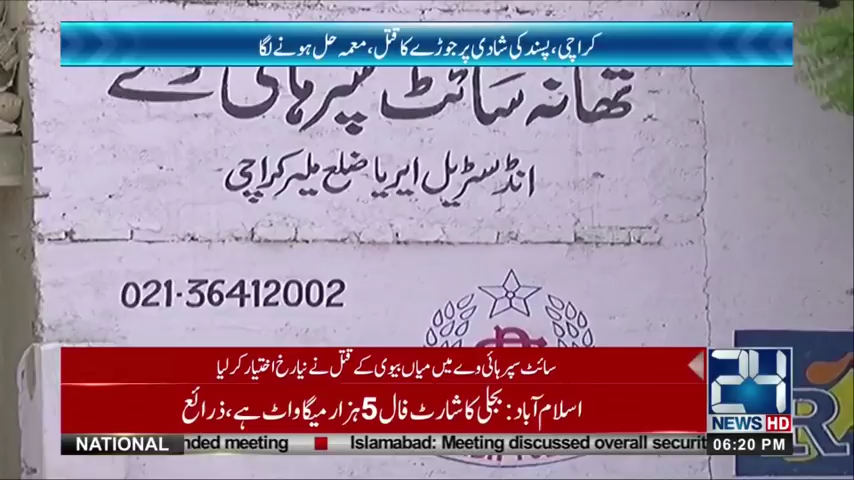 کراچی، پسند کی شادی پر جوڑے کا قتل، معمہ حل ہونے لگا
تھانہ سائٹ سپر ہائی وے
انڈسٹریل ایریا ضلع ملیر کراچی
021-36412002
سائٹ سپر ہائی وے میں میاں بیوی کے قتل نے نیا رخ اختیار کر لیا
اسلام آباد: بجلی کا شارٹ فال 5 ہزار میگا واٹ ہے، ذرائع
24
NEWS HD
NATIONAL
nded meeting
Islamabad: Meeting discussed overall securit
06:20 PM